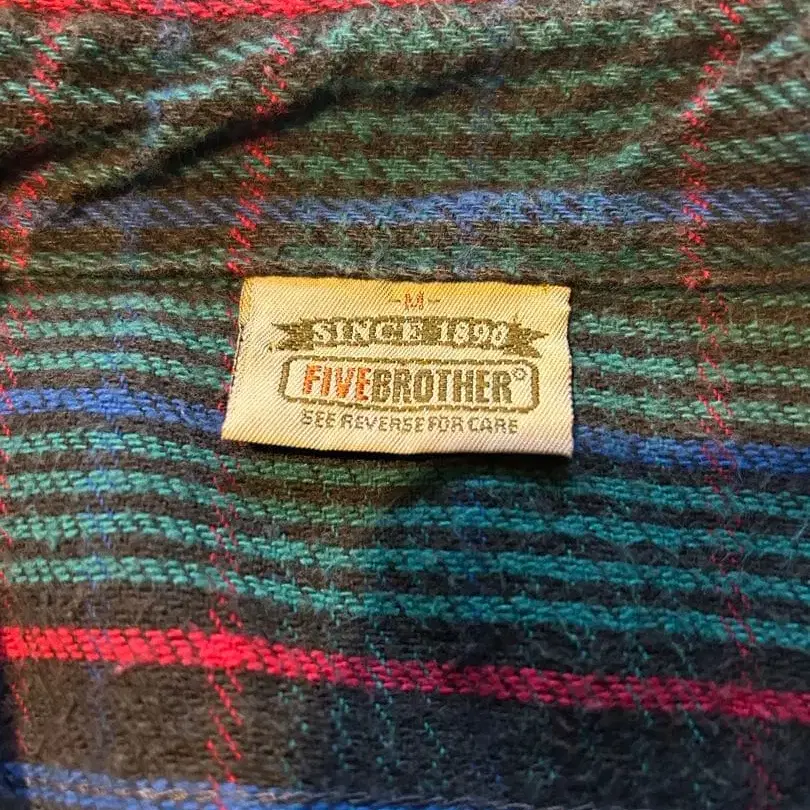 -M-
SINCE 1890
FIVEBROTHER©
SEE REVERSE FOR CARE